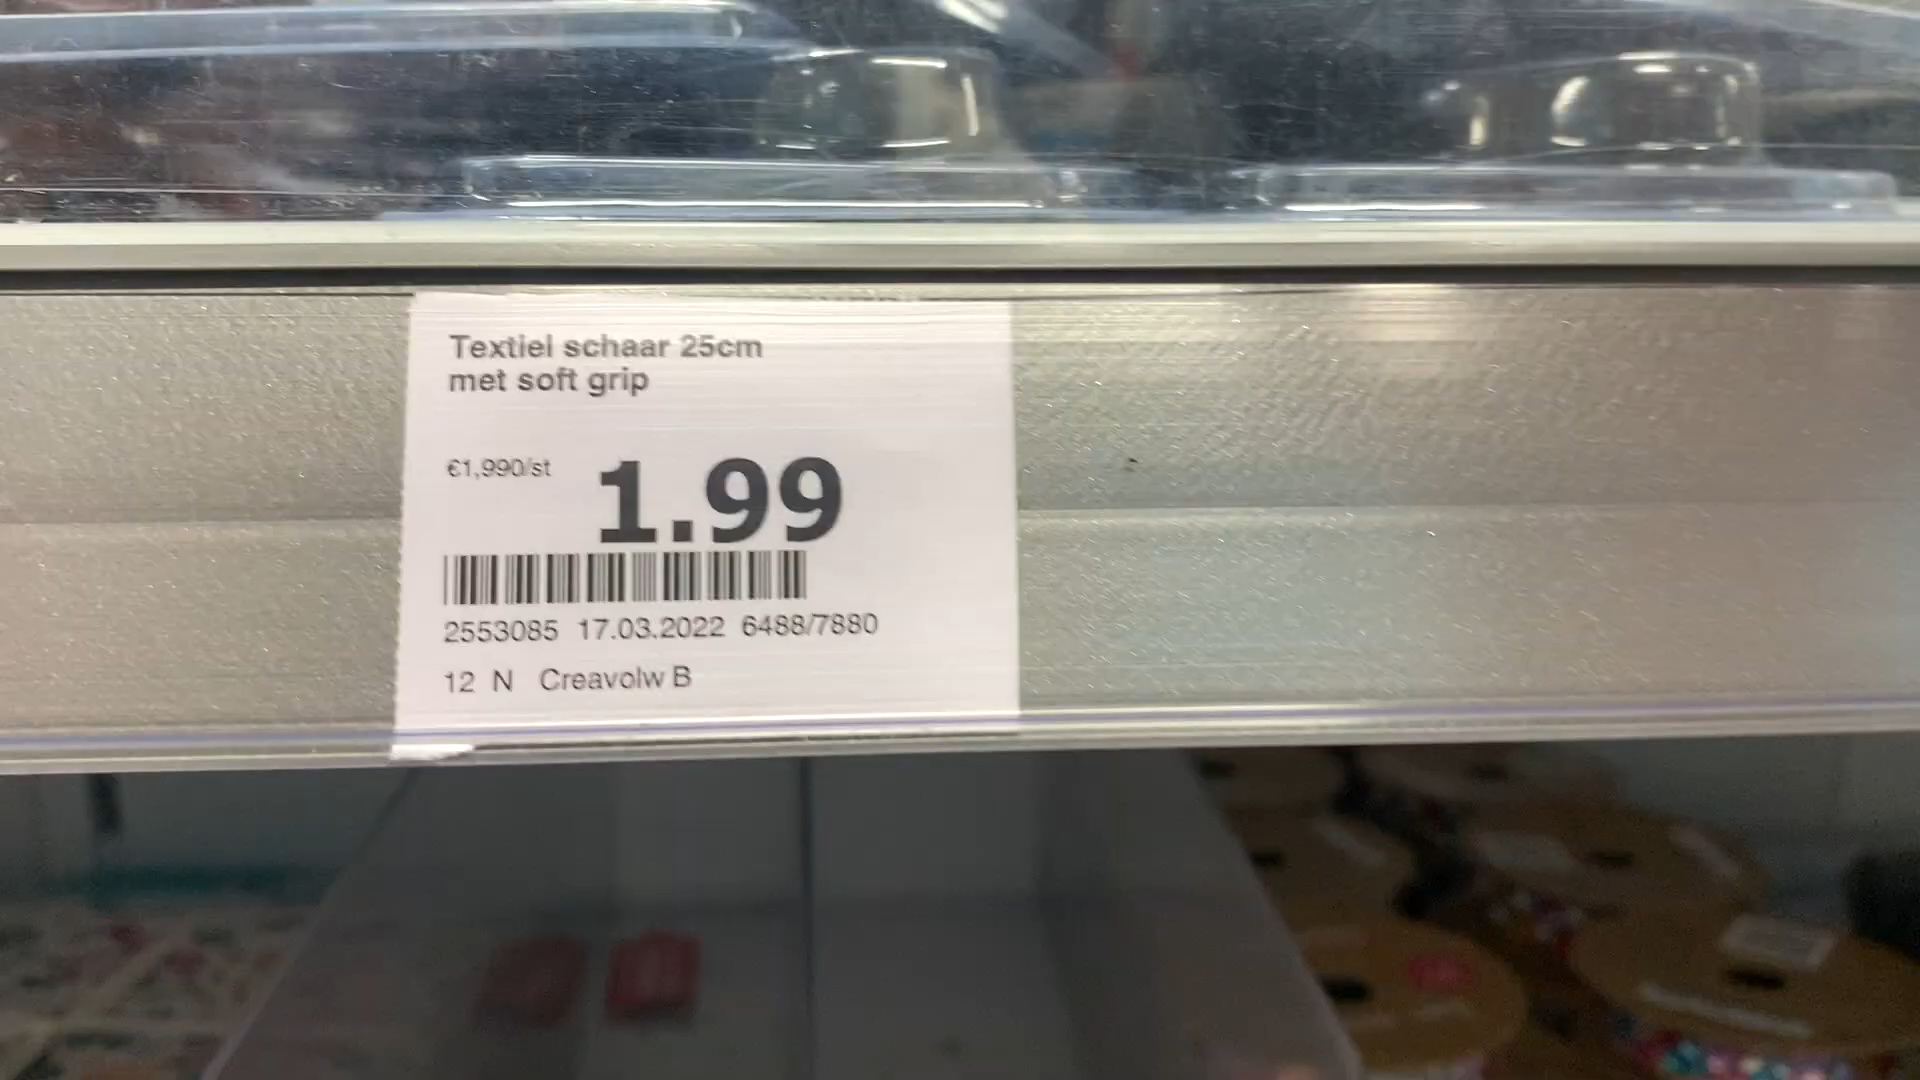 Textiel schaar 25cm
met soft grip
€1,990/st
1.99
2553085 17.03.2022 6488/7880
12 N Creavolw B